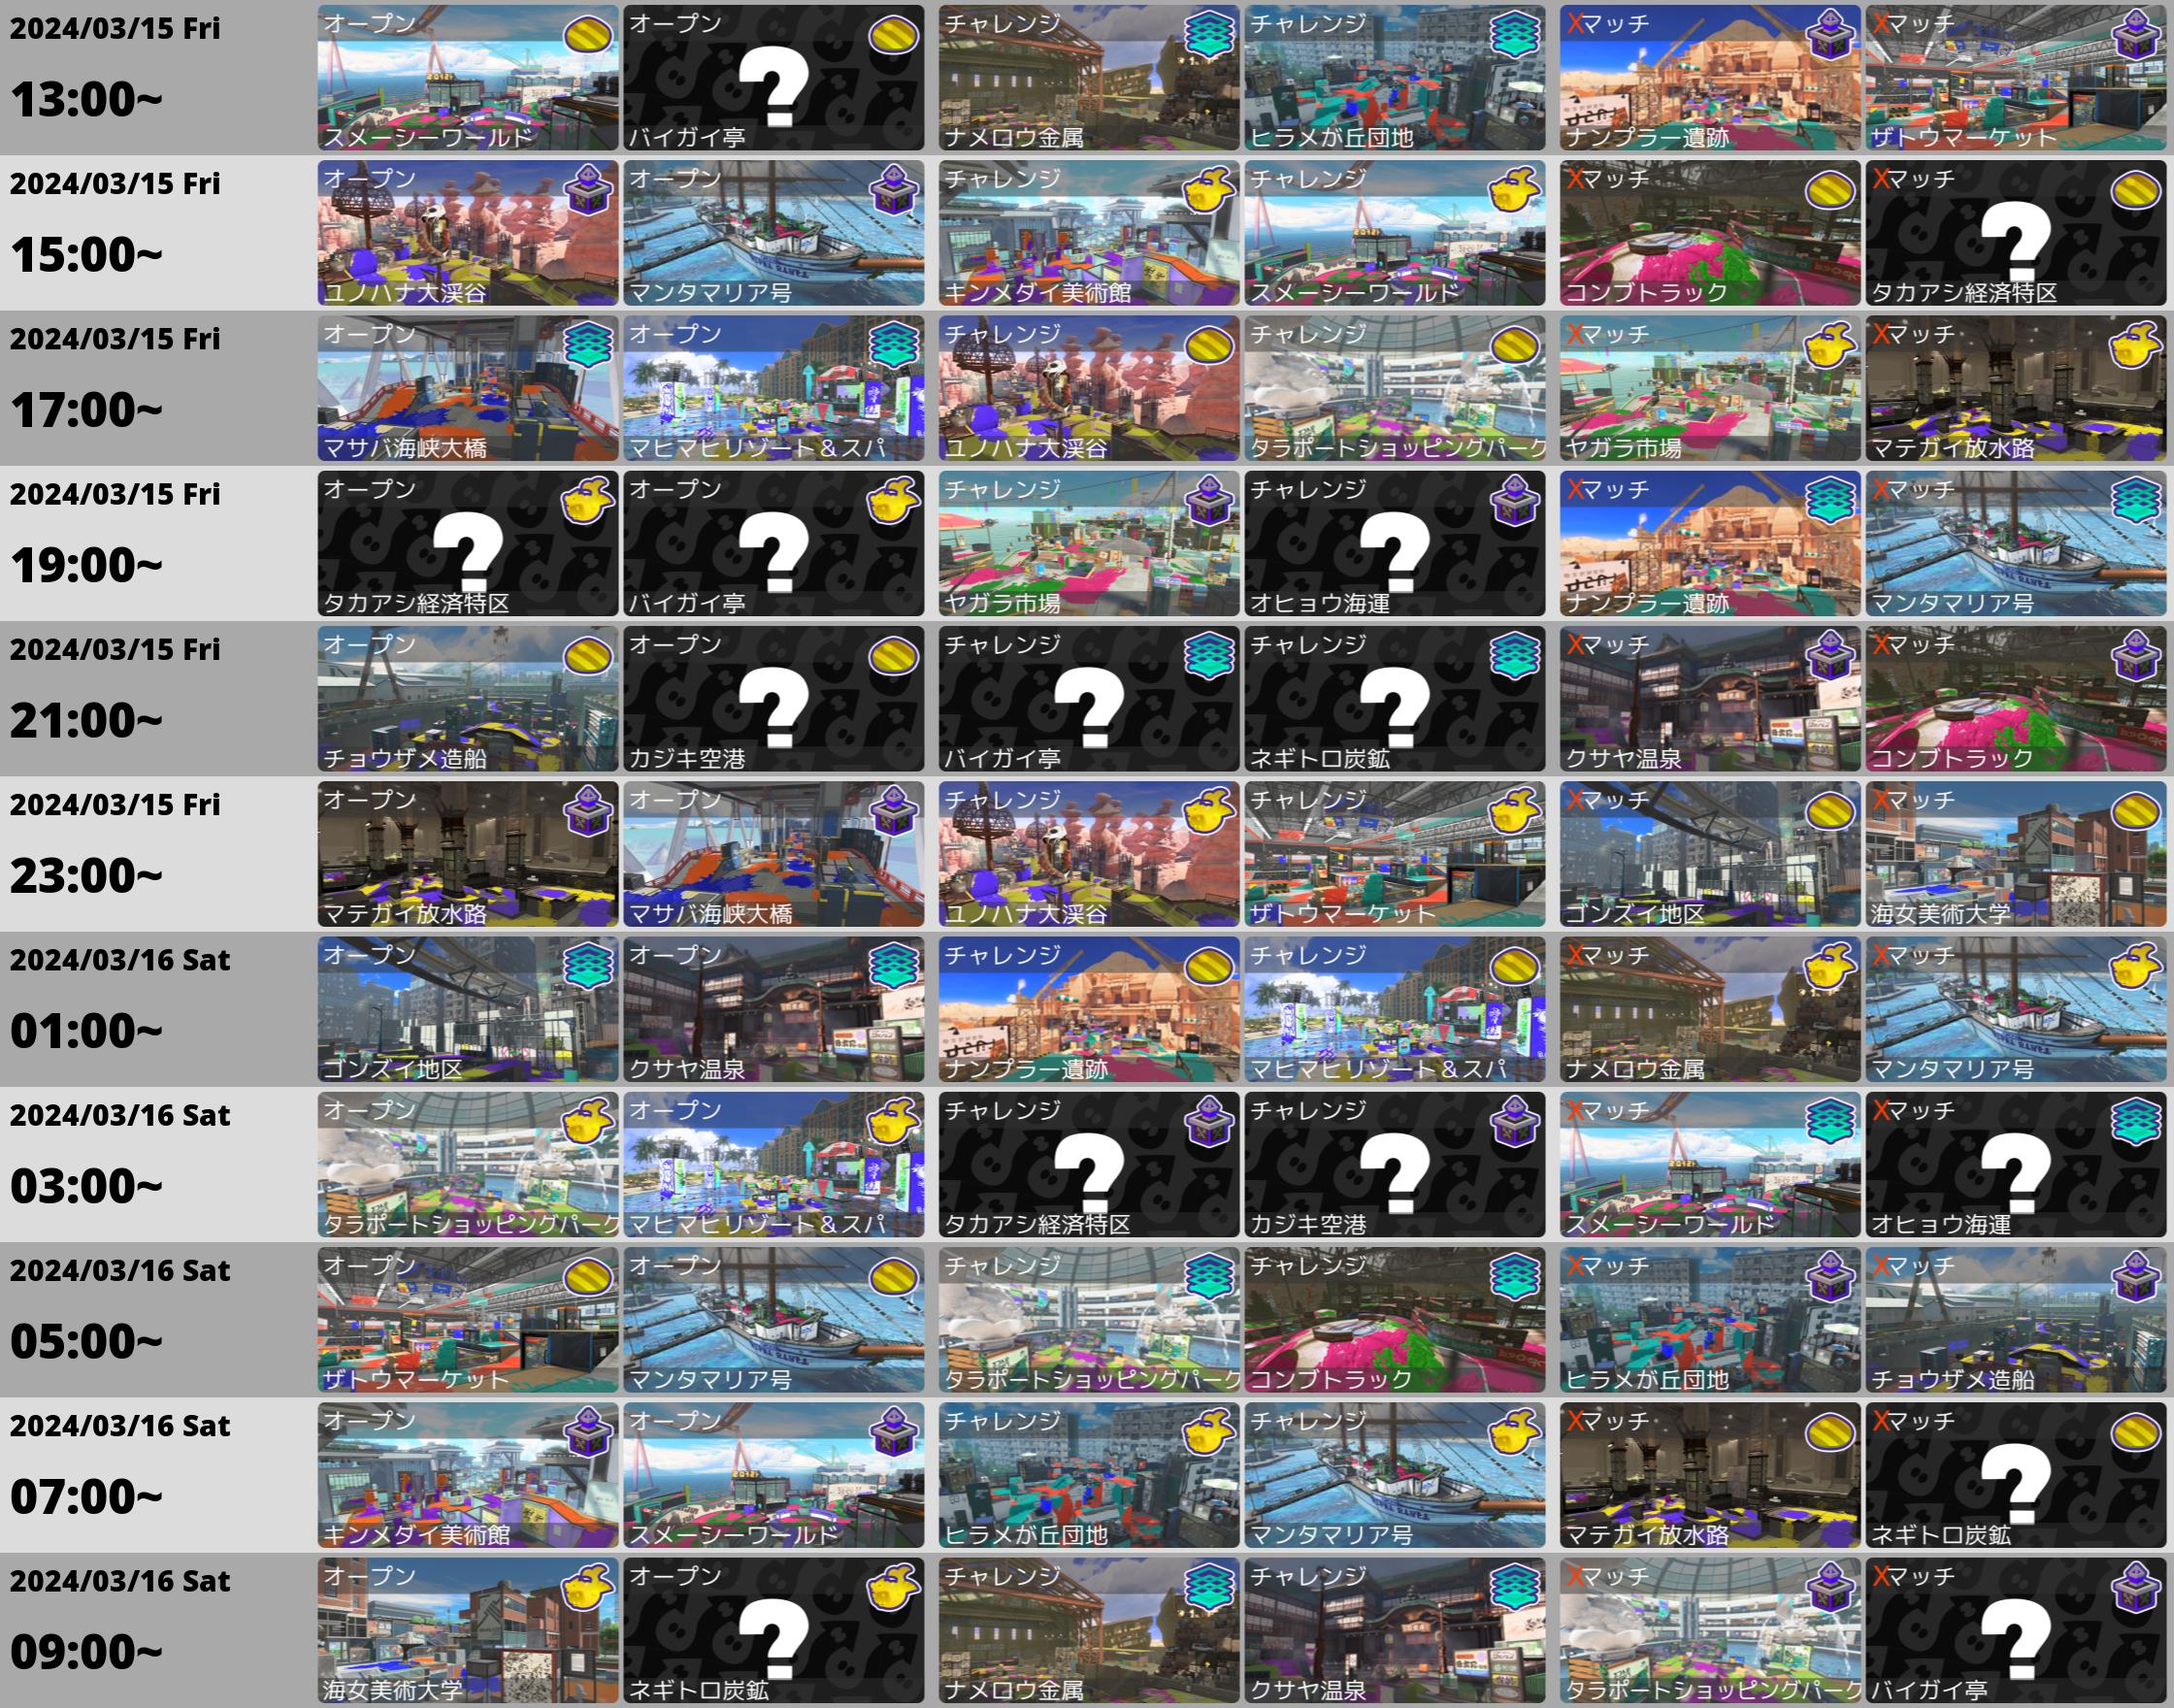 2024/03/15 Fri
13:00~
オープン
スメーシーワールド
オープン
バイガイ亭
チャレンジ
ナメロウ金属
チャレンジ
ヒラメが丘団地
Xマッチ
ナンプラー遺跡
Xマッチ
ザトウマーケット
2024/03/15 Fri
15:00~
オープン
ユノハナ大渓谷
オープン
マンタマリア号
チャレンジ
キンメダイ美術館
チャレンジ
スメーシーワールド
Xマッチ
コンブトラック
Xマッチ
タカアシ経済特区
2024/03/15 Fri
17:00~
オープン
マサバ海峡大橋
オープン
マヒマヒリゾート＆スパ
チャレンジ
ユノハナ大渓谷
チャレンジ
タラポートショッピングパーク
Xマッチ
ヤガラ市場
Xマッチ
マテガイ放水路
2024/03/15 Fri
19:00~
オープン
タカアシ経済特区
オープン
バイガイ亭
チャレンジ
ヤガラ市場
チャレンジ
オヒョウ海運
Xマッチ
ナンプラー遺跡
Xマッチ
マンタマリア号
2024/03/15 Fri
21:00~
オープン
チョウザメ造船
オープン
カジキ空港
チャレンジ
バイガイ亭
チャレンジ
ネギトロ炭鉱
Xマッチ
クサヤ温泉
Xマッチ
コンブトラック
2024/03/15 Fri
23:00~
オープン
マテガイ放水路
オープン
マサバ海峡大橋
チャレンジ
ユノハナ大渓谷
チャレンジ
ザトウマーケット
Xマッチ
ゴンズイ地区
Xマッチ
海女美術大学
2024/03/16 Sat
01:00~
オープン
ゴンズイ地区
オープン
クサヤ温泉
チャレンジ
ナンプラー遺跡
チャレンジ
マヒマヒリゾート＆スパ
Xマッチ
ナメロウ金属
Xマッチ
マンタマリア号
2024/03/16 Sat
03:00~
オープン
タラポートショッピングパーク
オープン
マヒマヒリゾート＆スパ
チャレンジ
タカアシ経済特区
チャレンジ
カジキ空港
Xマッチ
スメーシーワールド
Xマッチ
オヒョウ海運
2024/03/16 Sat
05:00~
オープン
ザトウマーケット
オープン
マンタマリア号
チャレンジ
タラポートショッピングパーク
チャレンジ
コンブトラック
Xマッチ
ヒラメが丘団地
Xマッチ
チョウザメ造船
2024/03/16 Sat
07:00~
オープン
キンメダイ美術館
オープン
スメーシーワールド
チャレンジ
ヒラメが丘団地
チャレンジ
マンタマリア号
Xマッチ
マテガイ放水路
Xマッチ
ネギトロ炭鉱
2024/03/16 Sat
09:00~
オープン
海女美術大学
オープン
ネギトロ炭鉱
チャレンジ
ナメロウ金属
チャレンジ
クサヤ温泉
Xマッチ
タラポートショッピングパーク
Xマッチ
バイガイ亭